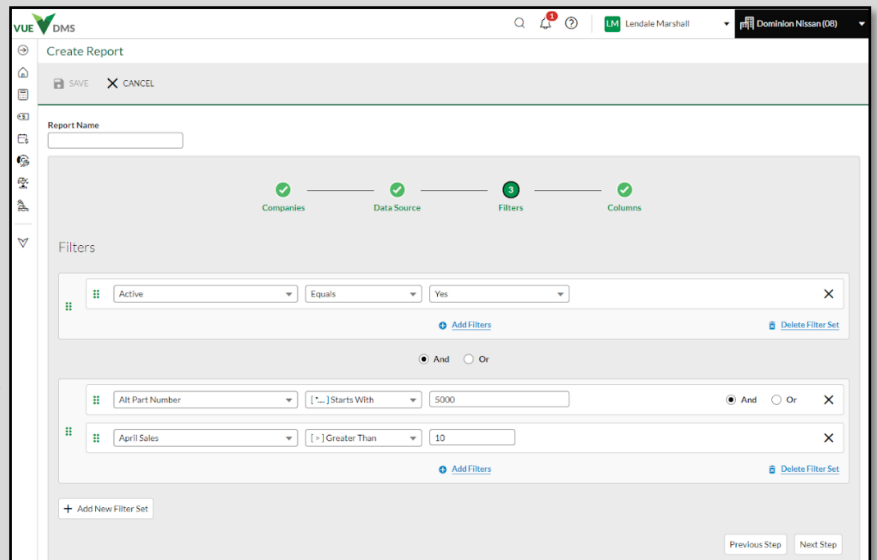 VUE DMS
1
LM Lendale Marshall
Dominion Nissan (08)
Create Report
SAVE CANCEL
Report Name
3
Companies Data Source Filters Columns
Filters
Active Equals Yes
Add Filters Delete Filter Set
And Or
Alt Part Number [*...] Starts With 5000 And Or
April Sales [>] Greater Than 10
Add Filters Delete Filter Set
+ Add New Filter Set
Previous Step Next Step